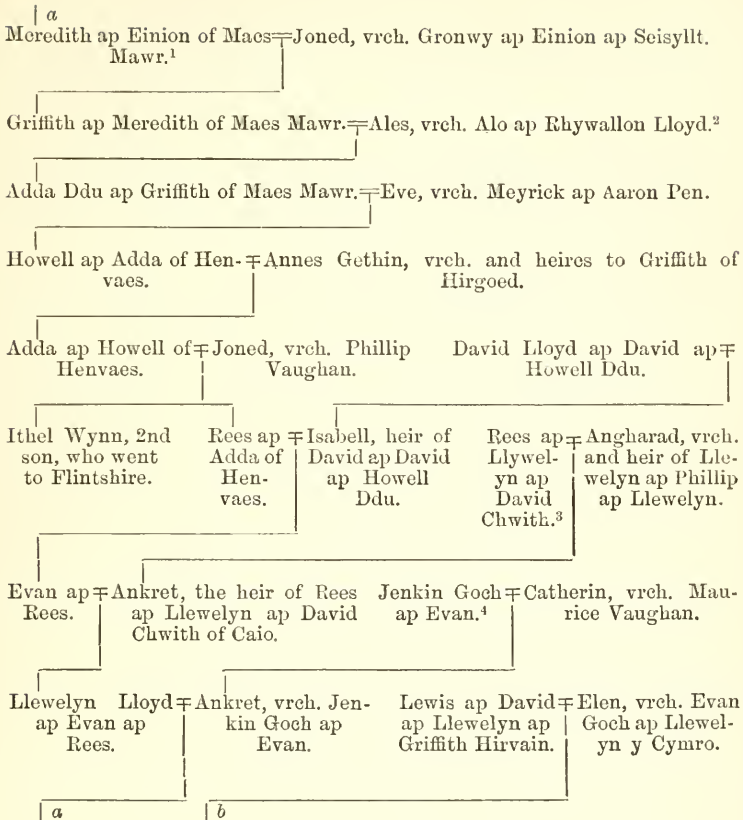 a
Meredith ap Einion of Maes Joned, vrch. Gronwy ap Einion ap Seisyllt.
Mawr.¹
Griffith ap Meredith of Maes Mawr. Ales, vrch. Alo ap Rhywallon Lloyd.²
Adda Ddu ap Griffith of Maes Mawr. Eve, vrch. Meyrick ap Aaron Pen.
Howell ap Adda of Hen- Annes Gethin, vrch. and heires to Griffith of
vaes. Hirgoed.
Adda ap Howell of Joned, vrch. Phillip David Lloyd ap David ap
Henvaes. Vaughan. Howell Ddu.
Ithel Wynn, 2nd
son, who went
to Flintshire.
Rees ap
Adda of
Hen-
vaes.
Isabell, heir of
David ap David
ap Howell
Ddu.
Rees ap
Llywel-
yn ap
David
Chwith.³
Angharad, vrch.
and heir of Lle-
welyn ap Phillip
ap Llewelyn.
Evan ap
Rees.
Ankret, the heir of Rees
ap Llewelyn ap David
Chwith of Caio.
Jenkin Goch
ap Evan.⁴
Catherin, vrch. Mau-
rice Vaughan.
Llewelyn Lloyd
ap Evan ap
Rees.
Ankret, vrch. Jen-
kin Goch ap
Evan.
Lewis ap David
ap Llewelyn ap
Griffith Hirvain.
Elen, vrch. Evan
Goch ap Llewel-
yn y Cymro.
a b